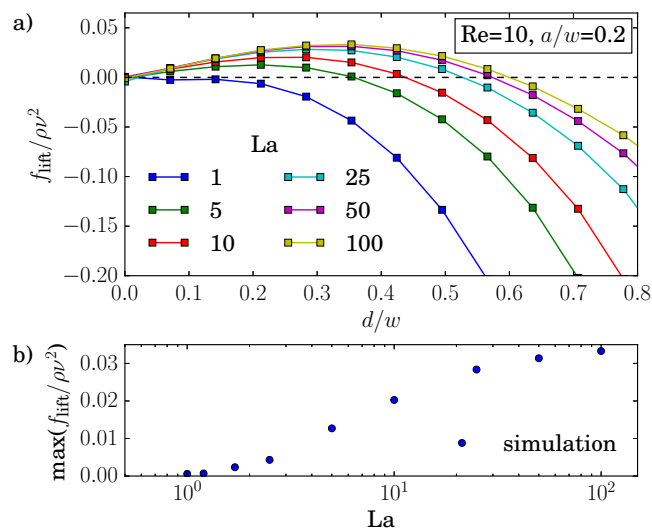 a)
Re=10, a/w=0.2
f_lift/ρν²
0.05
0.00
−0.05
−0.10
−0.15
−0.20
La
1
5
10
25
50
100
0.0 0.1 0.2 0.3 0.4 0.5 0.6 0.7 0.8
d/w
b)
max(f_lift/ρν²)
0.03
0.02
0.01
0.00
simulation
10⁰ 10¹ 10²
La